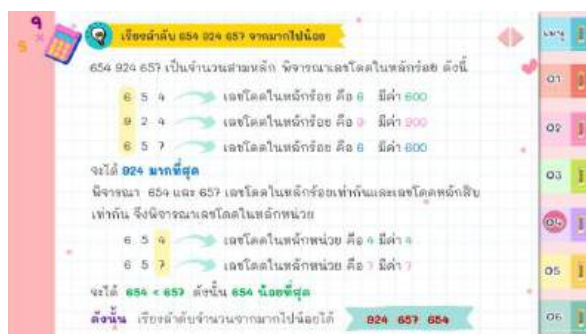 เรียงลำดับ 654 924 657 จากมากไปน้อย
654 924 657 เป็นจำนวนสามหลัก พิจารณาเลขโดดในหลักร้อย ดังนี้
6 5 4 เลขโดดในหลักร้อย คือ 6 มีค่า 600
9 2 4 เลขโดดในหลักร้อย คือ 9 มีค่า 900
6 5 7 เลขโดดในหลักร้อย คือ 6 มีค่า 600
จะได้ 924 มากที่สุด
พิจารณา 654 และ 657 เลขโดดในหลักร้อยเท่ากันและเลขโดดหลักสิบ
เท่ากัน จึงพิจารณาเลขโดดในหลักหน่วย
6 5 4 เลขโดดในหลักหน่วย คือ 4 มีค่า 4
6 5 7 เลขโดดในหลักหน่วย คือ 7 มีค่า 7
จะได้ 654 < 657 ดังนั้น 654 น้อยที่สุด
ดังนั้น เรียงลำดับจำนวนจากมากไปน้อยได้ 924 657 654
เมนู
01
02
03
04
05
06